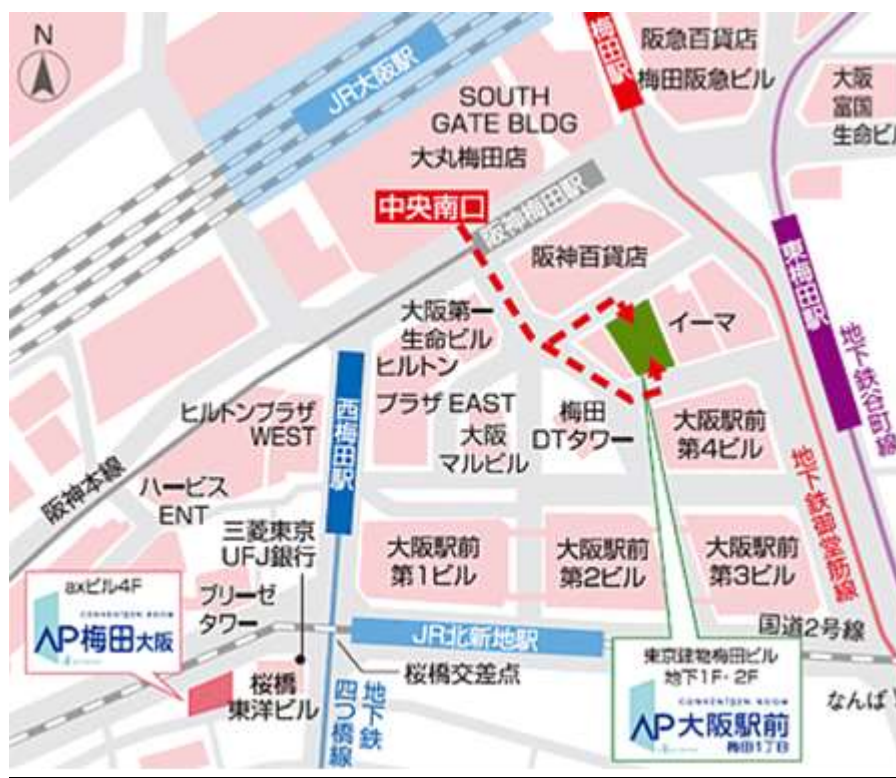 N
JR大阪駅
SOUTH
GATE BLDG
大丸梅田店
梅田駅
阪急百貨店
梅田阪急ビル
大阪
富国
生命ビル
中央南口
阪神梅田駅
阪神百貨店
イーマ
東梅田駅
地下鉄谷町線
大阪第一
生命ビル
ヒルトン
プラザ EAST
ヒルトンプラザ
WEST
西梅田駅
大阪
マルビル
梅田
DTタワー
大阪駅前
第4ビル
地下鉄御堂筋線
阪神本線
ハービス
ENT
三菱東京
UFJ銀行
大阪駅前
第1ビル
大阪駅前
第2ビル
大阪駅前
第3ビル
axビル4F
CONVENTION ROOM
AP梅田大阪
ブリーゼ
タワー
JR北新地駅
国道2号線
桜橋
東洋ビル
桜橋交差点
地下鉄
四つ橋線
東京建物梅田ビル
地下1F・2F
CONVENTION ROOM
AP大阪駅前
梅田1丁目
なんば